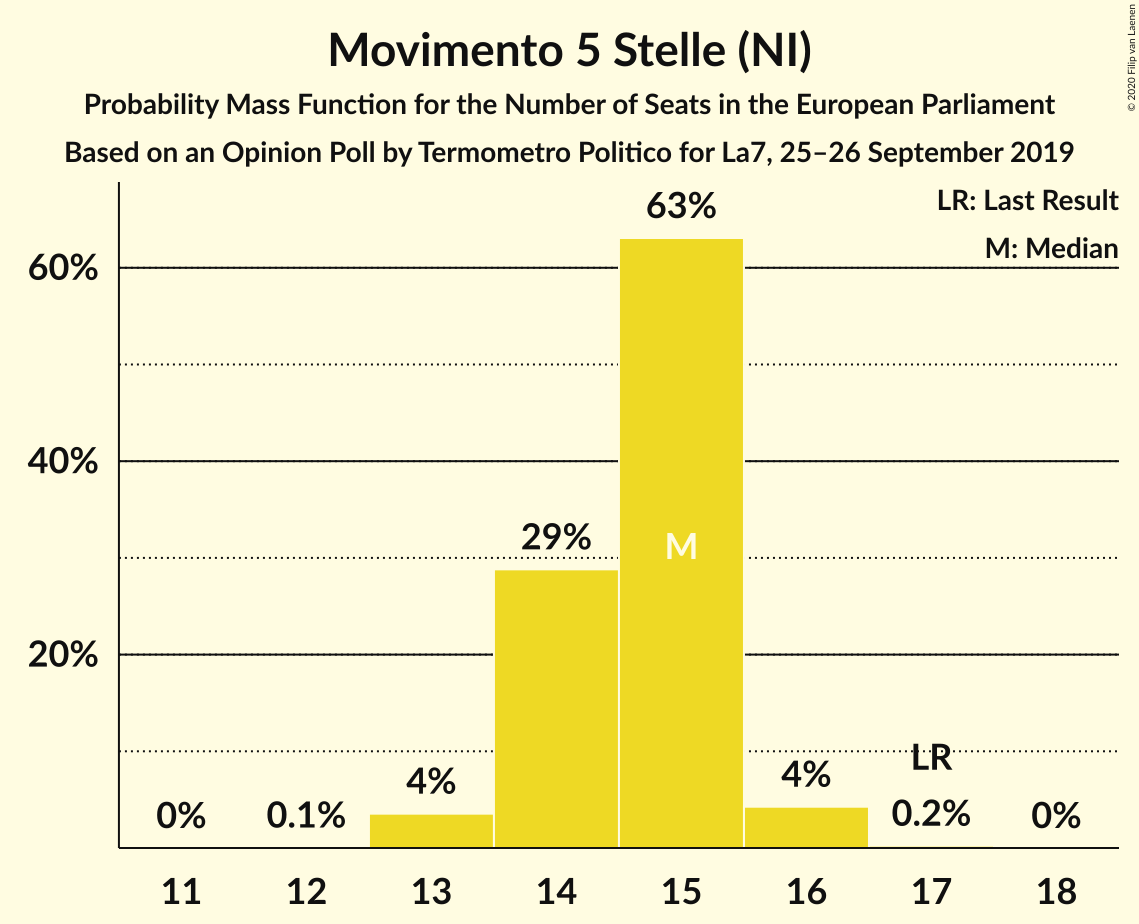 Movimento 5 Stelle (NI)
Probability Mass Function for the Number of Seats in the European Parliament
Based on an Opinion Poll by Termometro Politico for La7, 25–26 September 2019
© 2020 Filip van Laenen
LR: Last Result
M: Median
60%
40%
20%
0%
0.1%
4%
29%
63%
M
4%
LR
0.2%
0%
11 12 13 14 15 16 17 18